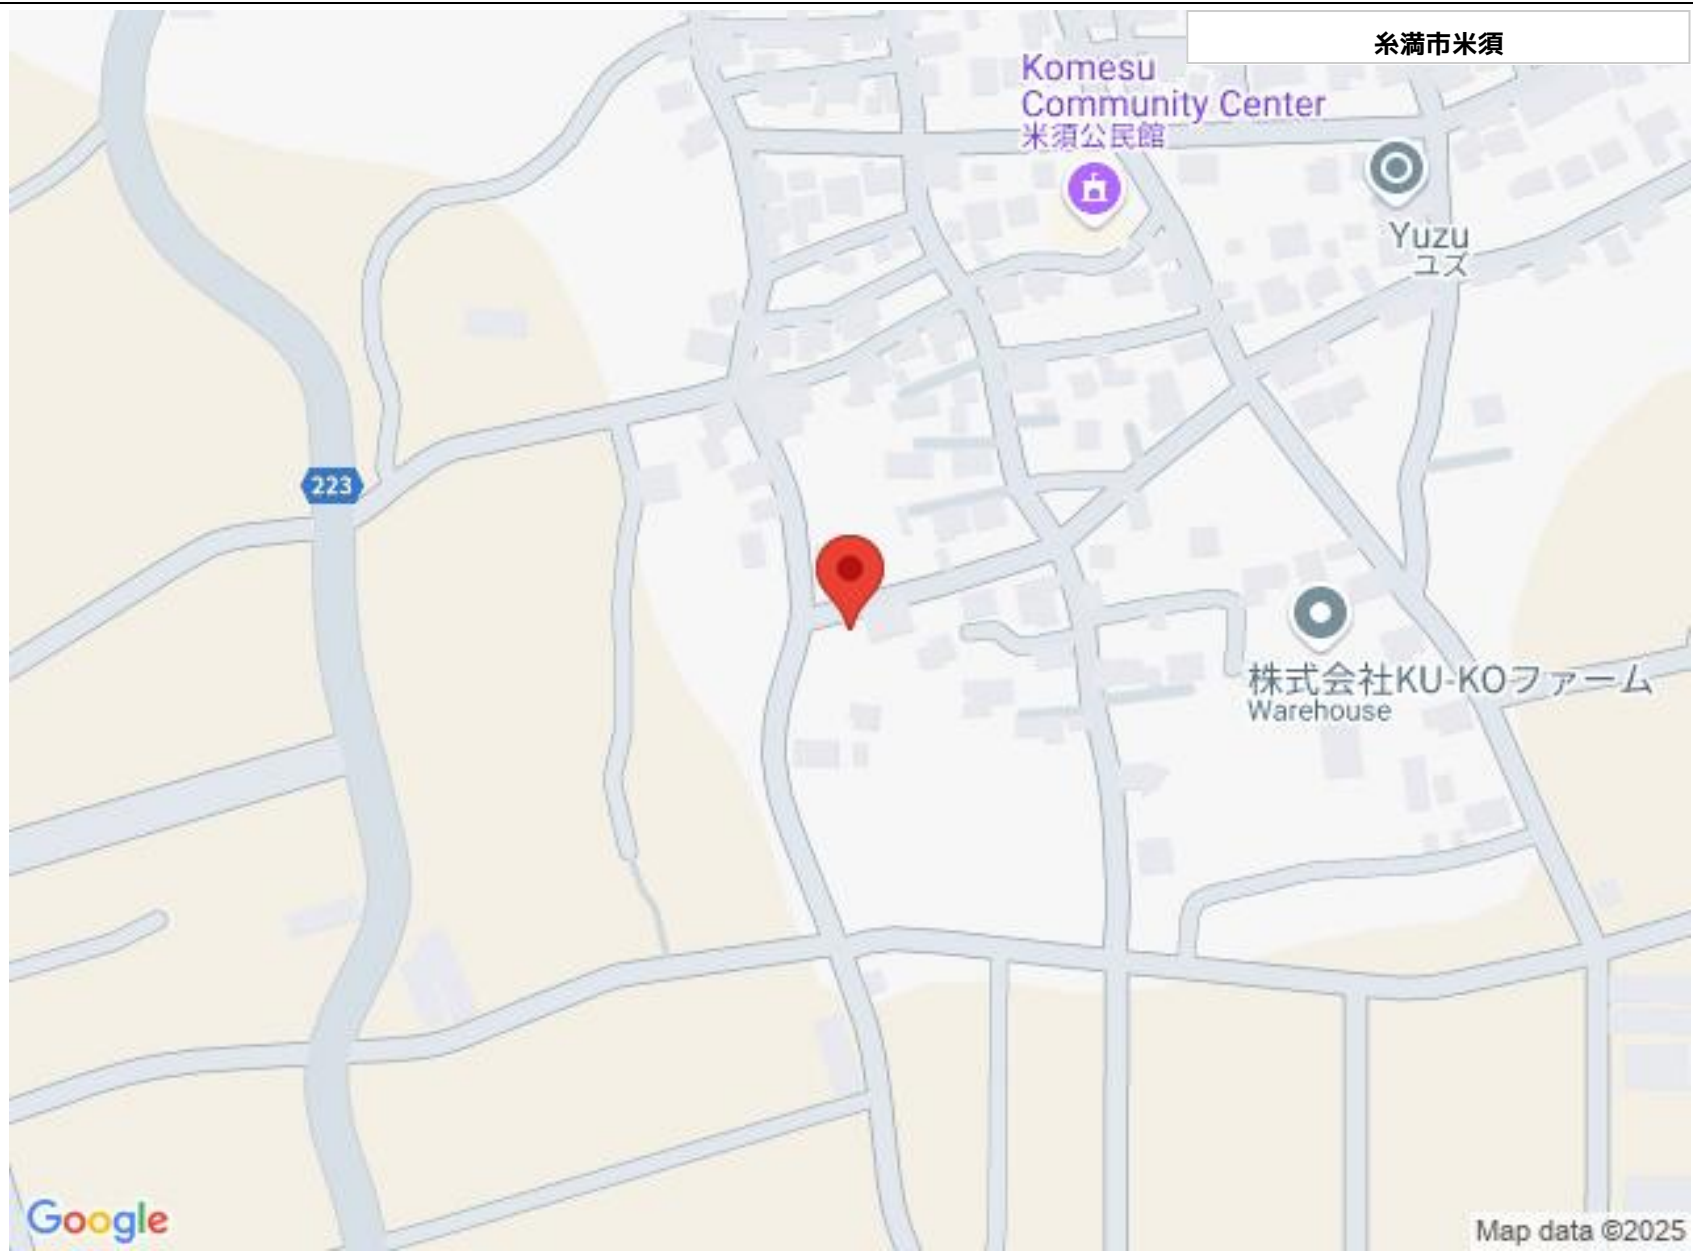 糸満市米須
Komesu
Community Center
米須公民館
Yuzu
ユズ
223
株式会社KU-KOファーム
Warehouse
Google
Map data ©2025